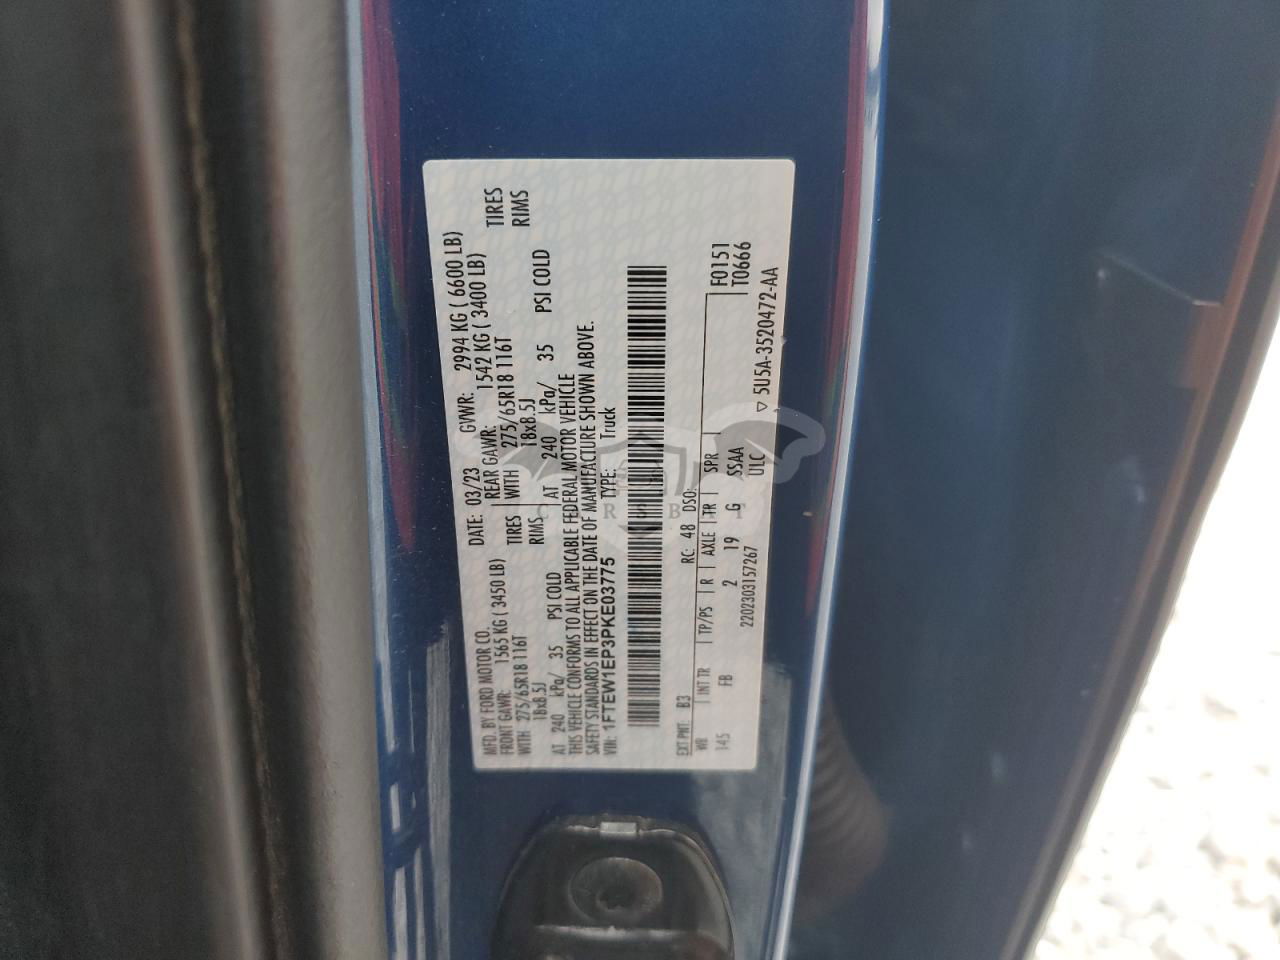 MFD. BY FORD MOTOR CO.
DATE: 03/23 GVWR: 2994 KG ( 6600 LB)
FRONT GAWR: 1565 KG ( 3450 LB) REAR GAWR: 1542 KG ( 3400 LB)
WITH 275/65R18 116T TIRES WITH 275/65R18 116T TIRES
18x8.5J RIMS 18x8.5J RIMS
AT 240 kPa/ 35 PSI COLD AT 240 kPa/ 35 PSI COLD
THIS VEHICLE CONFORMS TO ALL APPLICABLE FEDERAL MOTOR VEHICLE
SAFETY STANDARDS IN EFFECT ON THE DATE OF MANUFACTURE SHOWN ABOVE.
VIN: 1FTEW1EP3PKE03775 TYPE: Truck
EXT PNT: B3 RC: 48 DSO:
WB INT TR TP/PS R AXLE TR SPR F0151
145 FB 2 19 G SSAA T0666
2202303157267 ULC
▽ 5U5A-3520472-AA